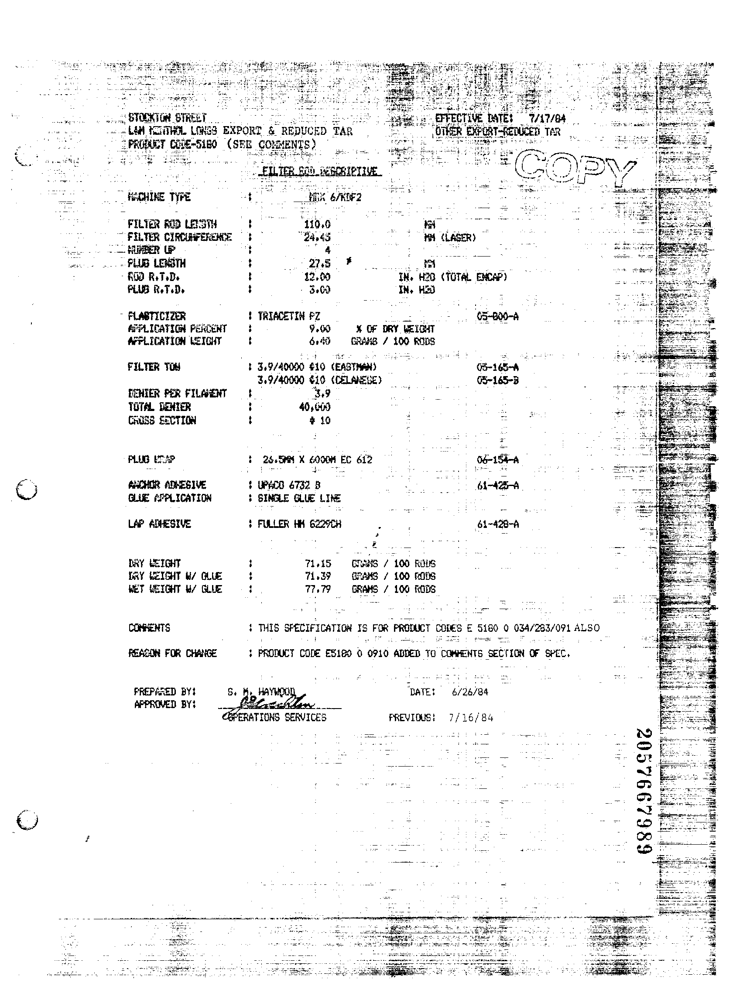 STOCKTON STREET EFFECTIVE DATE: 7/17/84
L&M MENTHOL LONGS EXPORT & REDUCED TAR OTHER EXPORT-REDUCED TAR
PRODUCT CODE-5180 (SEE COMMENTS)
COPY
FILTER ROD DESCRIPTIVE
MACHINE TYPE : 6/KDF2
FILTER ROD LENGTH : 110.0 MM
FILTER CIRCUMFERENCE : 24.45 MM (LASER)
NUMBER UP : 4
PLUG LENGTH : 27.5 MM
ROD R.T.D. : 12.00 IN. H20 (TOTAL ENCAP)
PLUG R.T.D. : 3.00 IN. H20
PLASTICIZER : TRIACETIN PZ 05-800-A
APPLICATION PERCENT : 9.00 % OF DRY WEIGHT
APPLICATION WEIGHT : 6.40 GRAMS / 100 RODS
FILTER TOW : 3.9/40000 #10 (EASTMAN) 05-165-A
3.9/40000 #10 (CELANESE) 05-165-B
DENIER PER FILAMENT : 3.9
TOTAL DENIER : 40,000
CROSS SECTION : # 10
PLUG WRAP : 26.5MM X 6000M EC 612 06-154-A
ANCHOR ADHESIVE : UPACO 6732 B 61-425-A
GLUE APPLICATION : SINGLE GLUE LINE
LAP ADHESIVE : FULLER HM 6229CH 61-428-A
DRY WEIGHT : 71.15 GRAMS / 100 RODS
DRY WEIGHT W/ GLUE : 71.39 GRAMS / 100 RODS
WET WEIGHT W/ GLUE : 77.79 GRAMS / 100 RODS
COMMENTS : THIS SPECIFICATION IS FOR PRODUCT CODES E 5180 0 034/283/091 ALSO
REASON FOR CHANGE : PRODUCT CODE E5180 0 0910 ADDED TO COMMENTS SECTION OF SPEC.
PREPARED BY: S. M. HAYWOOD DATE: 6/26/84
APPROVED BY:
OPERATIONS SERVICES PREVIOUS: 7/16/84
2057667989